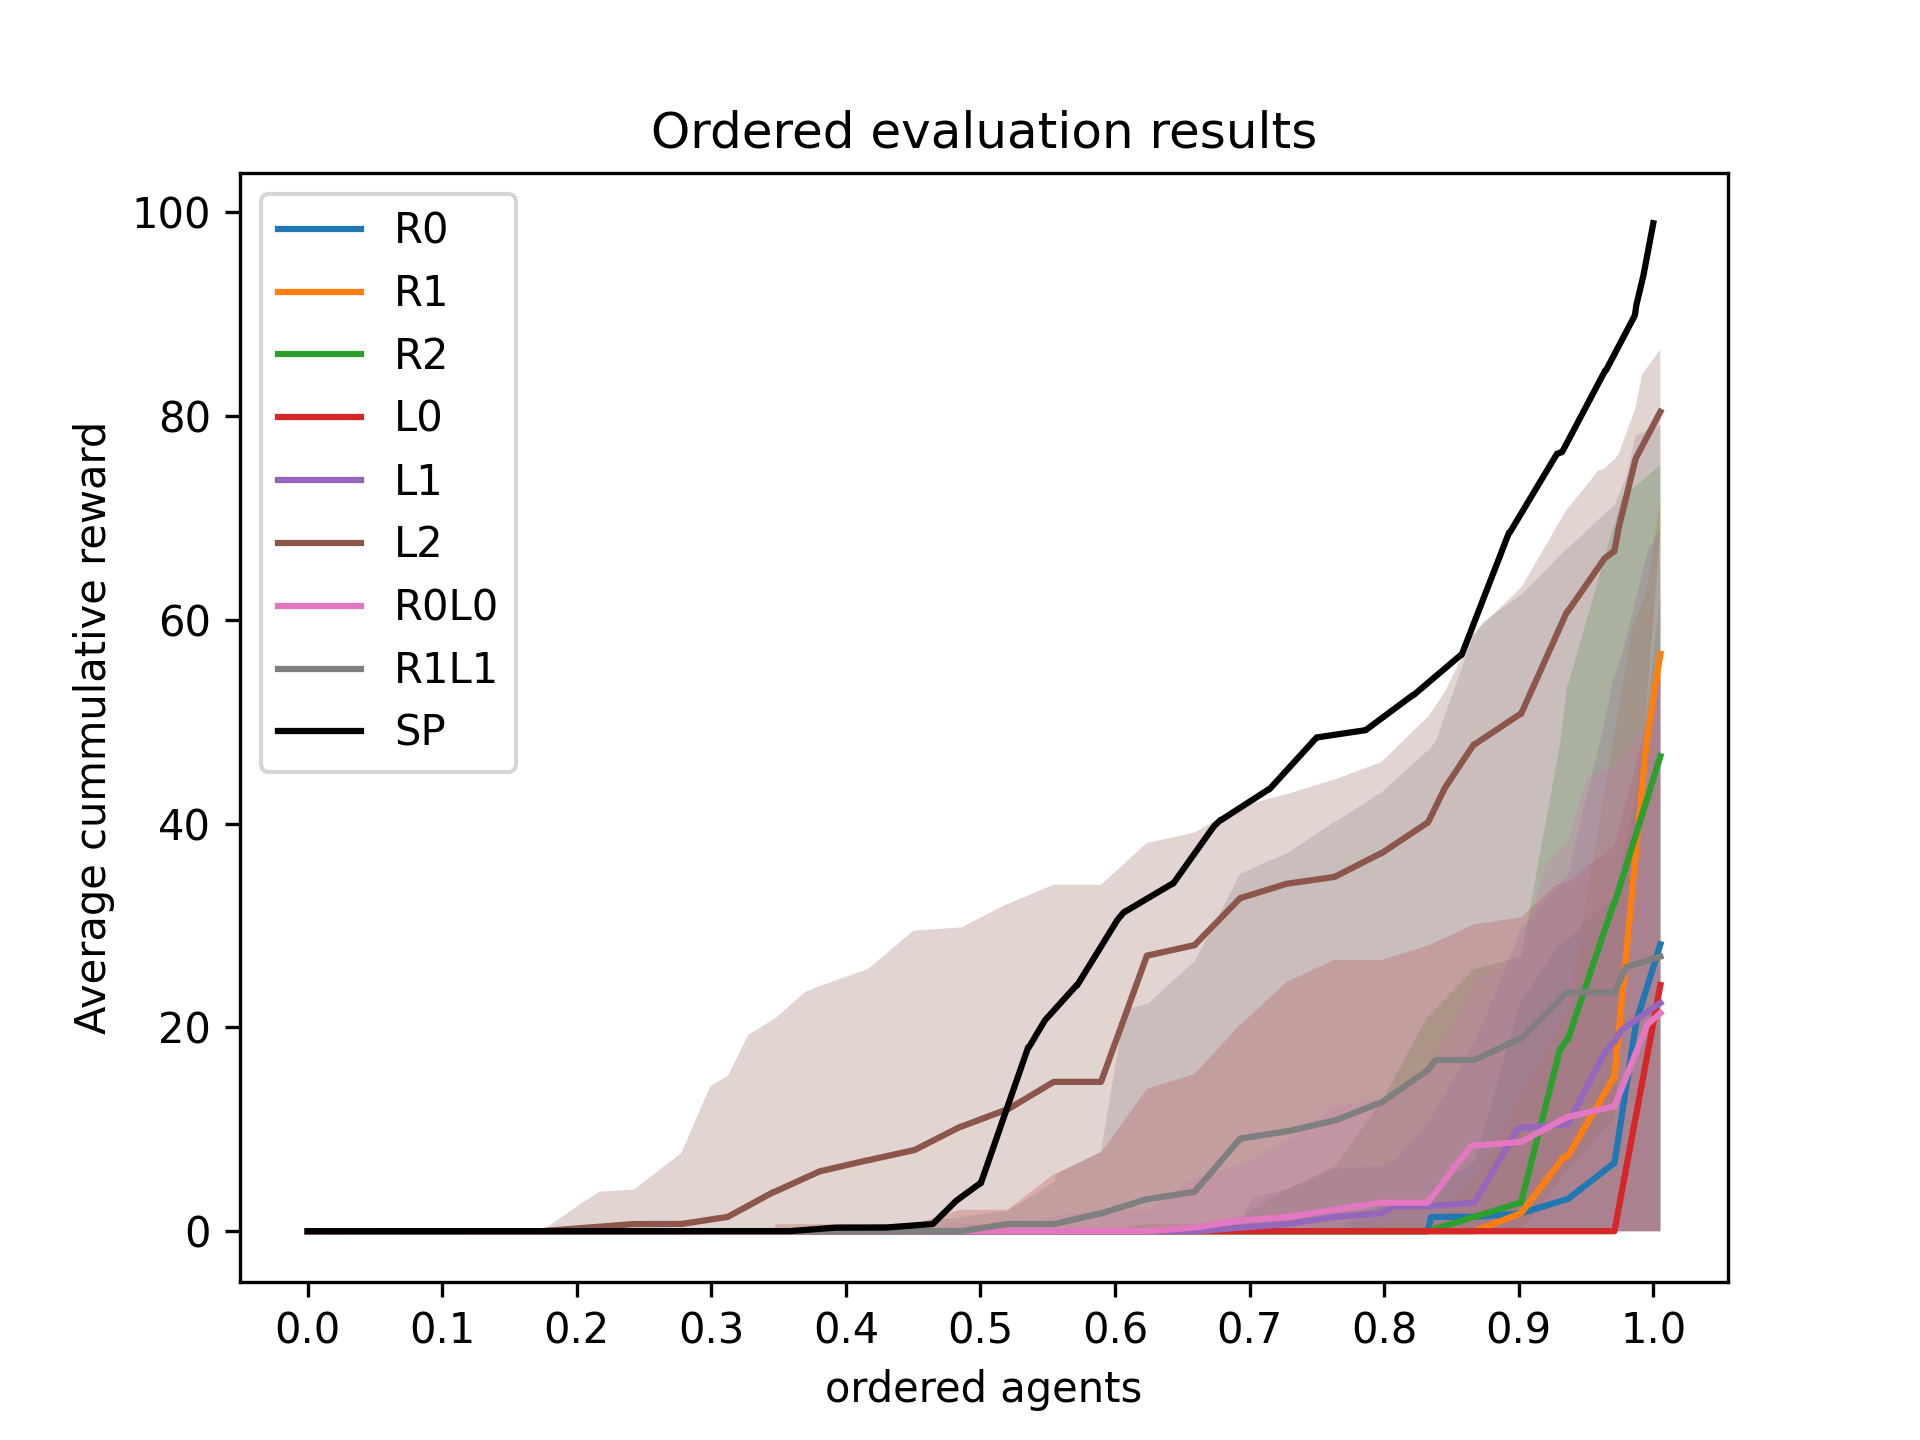 Ordered evaluation results
Average cummulative reward
100
80
60
40
20
0
R0
R1
R2
L0
L1
L2
R0L0
R1L1
SP
0.0 0.1 0.2 0.3 0.4 0.5 0.6 0.7 0.8 0.9 1.0
ordered agents